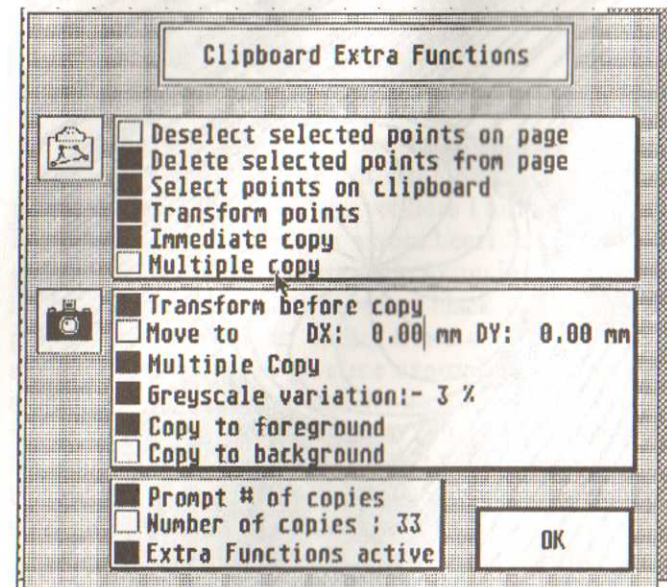 Clipboard Extra Functions
Deselect selected points on page
Delete selected points from page
Select points on clipboard
Transform points
Immediate copy
Multiple copy
Transform before copy
Move to DX: 0.00 mm DY: 0.00 mm
Multiple Copy
Greyscale variation:- 3 %
Copy to foreground
Copy to background
Prompt # of copies
Number of copies : 33
Extra Functions active
OK